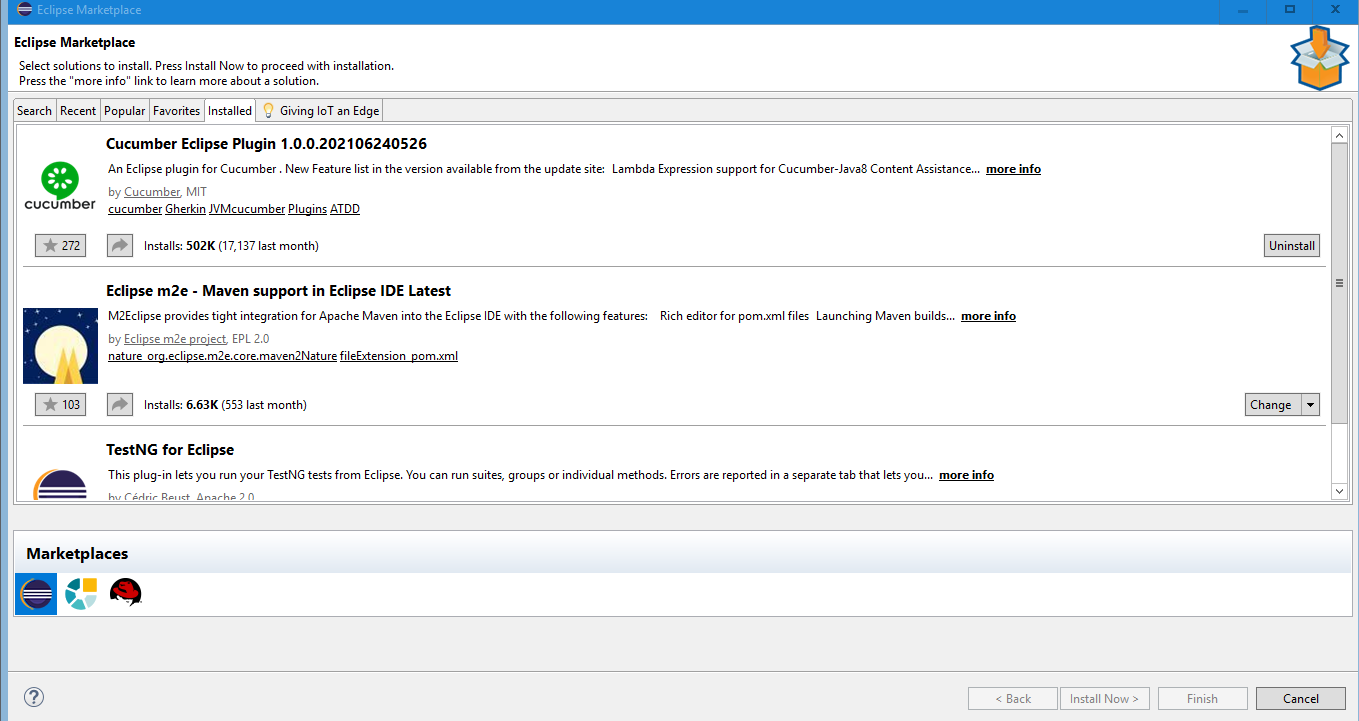 Eclipse Marketplace
Eclipse Marketplace
Select solutions to install. Press Install Now to proceed with installation.
Press the "more info" link to learn more about a solution.
Search Recent Popular Favorites Installed Giving IoT an Edge
Cucumber Eclipse Plugin 1.0.0.202106240526
An Eclipse plugin for Cucumber . New Feature list in the version available from the update site: Lambda Expression support for Cucumber-Java8 Content Assistance... more info
by Cucumber, MIT
cucumber
cucumber Gherkin JVMcucumber Plugins ATDD
272 Installs: 502K (17,137 last month) Uninstall
Eclipse m2e - Maven support in Eclipse IDE Latest
M2Eclipse provides tight integration for Apache Maven into the Eclipse IDE with the following features: Rich editor for pom.xml files Launching Maven builds... more info
by Eclipse m2e project, EPL 2.0
nature_org.eclipse.m2e.core.maven2Nature fileExtension_pom.xml
103 Installs: 6.63K (553 last month) Change
TestNG for Eclipse
This plug-in lets you run your TestNG tests from Eclipse. You can run suites, groups or individual methods. Errors are reported in a separate tab that lets you... more info
by Cédric Beust, Apache 2.0
Marketplaces
? < Back Install Now > Finish Cancel